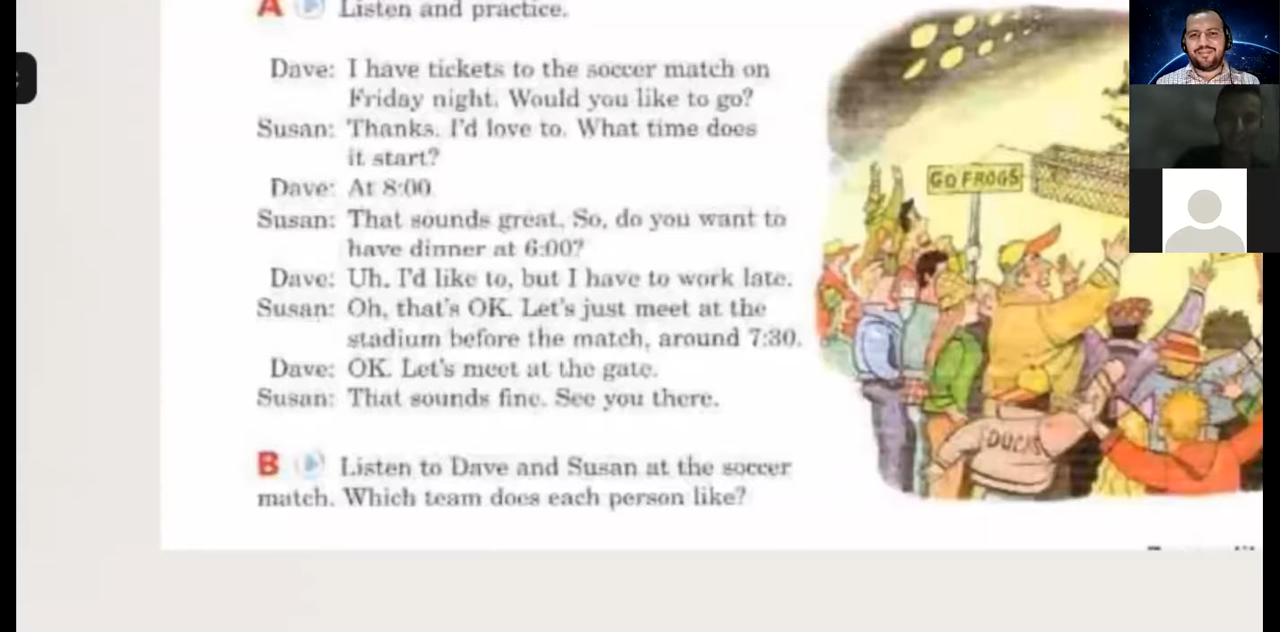 A Listen and practice.
Dave: I have tickets to the soccer match on
Friday night. Would you like to go?
Susan: Thanks. I'd love to. What time does
it start?
Dave: At 8:00
Susan: That sounds great. So, do you want to
have dinner at 6:00?
Dave: Uh, I'd like to, but I have to work late.
Susan: Oh, that's OK. Let's just meet at the
stadium before the match, around 7:30.
Dave: OK. Let's meet at the gate.
Susan: That sounds fine. See you there.
B Listen to Dave and Susan at the soccer
match. Which team does each person like?
GO FROGS
DUCKS